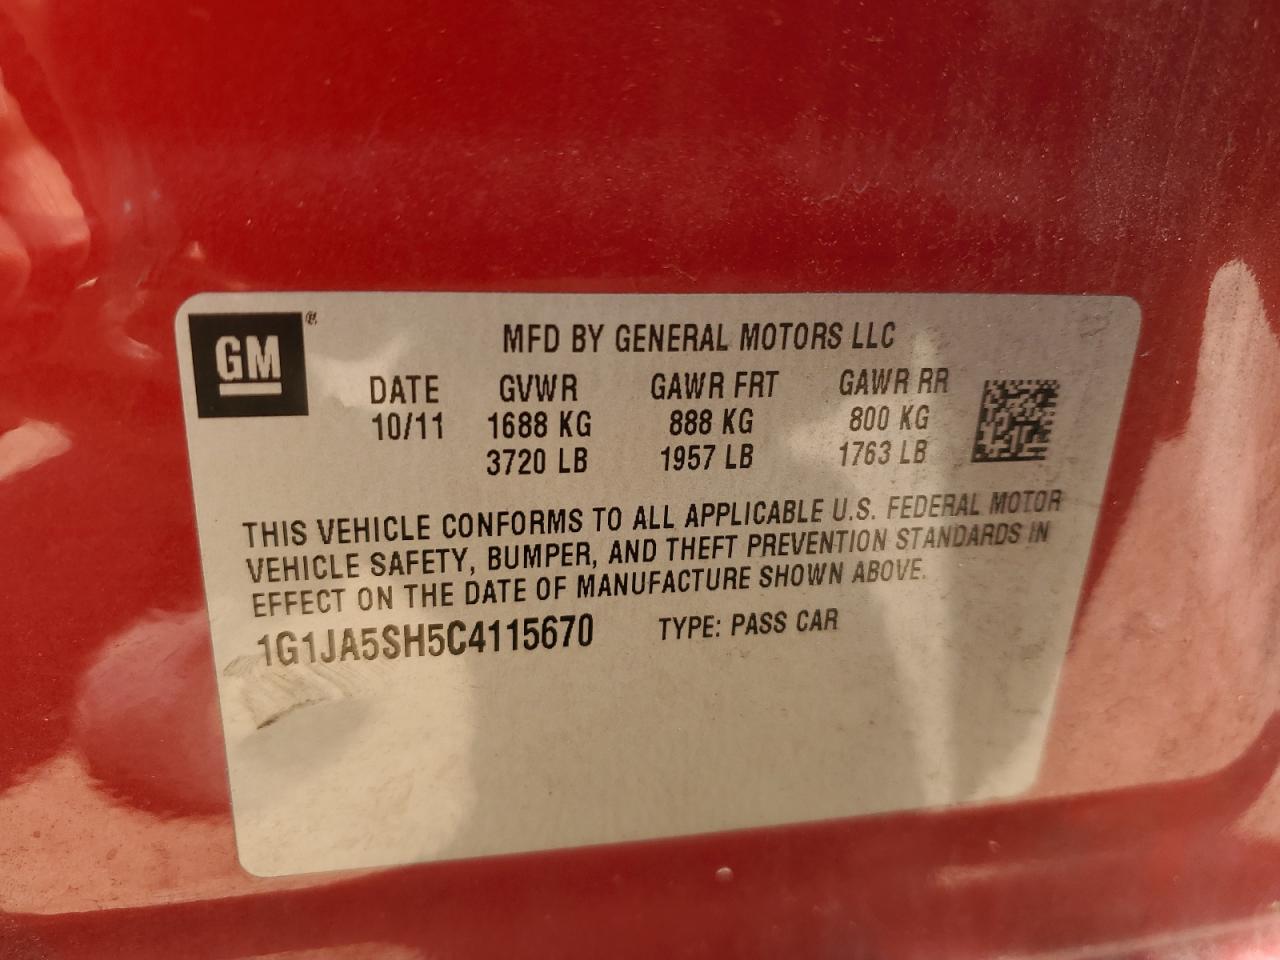 GM ®
MFD BY GENERAL MOTORS LLC
DATE GVWR GAWR FRT GAWR RR
10/11 1688 KG 888 KG 800 KG
3720 LB 1957 LB 1763 LB
THIS VEHICLE CONFORMS TO ALL APPLICABLE U.S. FEDERAL MOTOR
VEHICLE SAFETY, BUMPER, AND THEFT PREVENTION STANDARDS IN
EFFECT ON THE DATE OF MANUFACTURE SHOWN ABOVE.
1G1JA5SH5C4115670 TYPE: PASS CAR